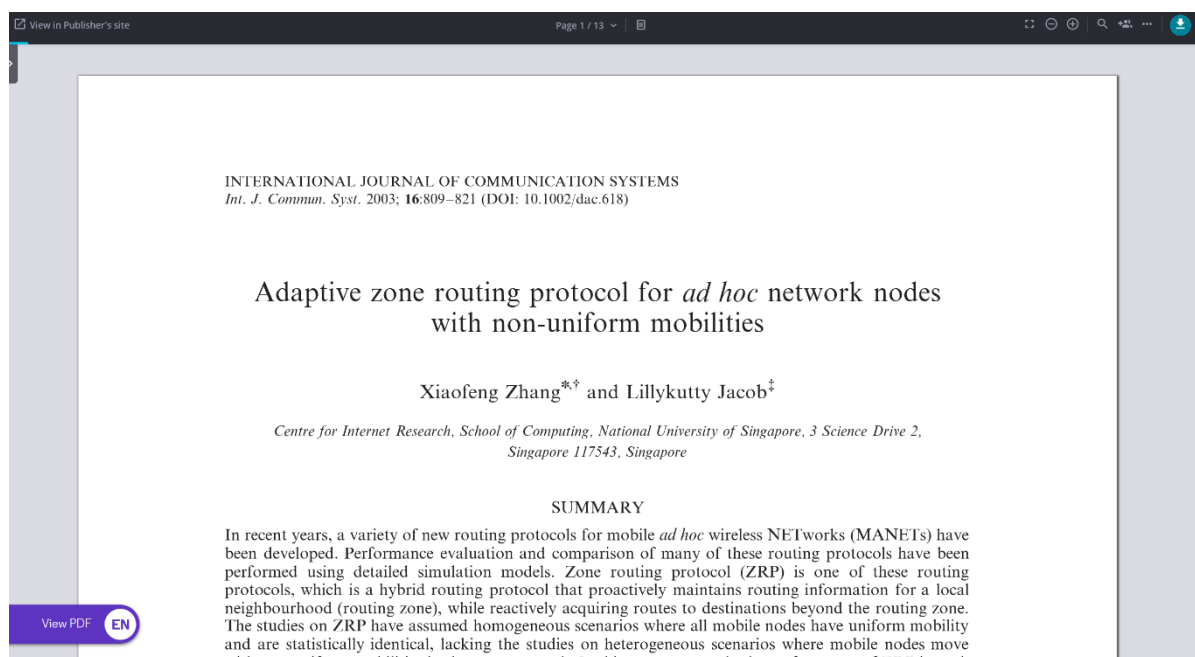 View in Publisher's site
Page 1 / 13
INTERNATIONAL JOURNAL OF COMMUNICATION SYSTEMS
Int. J. Commun. Syst. 2003; 16:809–821 (DOI: 10.1002/dac.618)
Adaptive zone routing protocol for ad hoc network nodes
with non-uniform mobilities
Xiaofeng Zhang*,† and Lillykutty Jacob‡
Centre for Internet Research, School of Computing, National University of Singapore, 3 Science Drive 2,
Singapore 117543, Singapore
SUMMARY
In recent years, a variety of new routing protocols for mobile ad hoc wireless NETworks (MANETs) have
been developed. Performance evaluation and comparison of many of these routing protocols have been
performed using detailed simulation models. Zone routing protocol (ZRP) is one of these routing
protocols, which is a hybrid routing protocol that proactively maintains routing information for a local
neighbourhood (routing zone), while reactively acquiring routes to destinations beyond the routing zone.
The studies on ZRP have assumed homogeneous scenarios where all mobile nodes have uniform mobility
and are statistically identical, lacking the studies on heterogeneous scenarios where mobile nodes move
View PDF EN